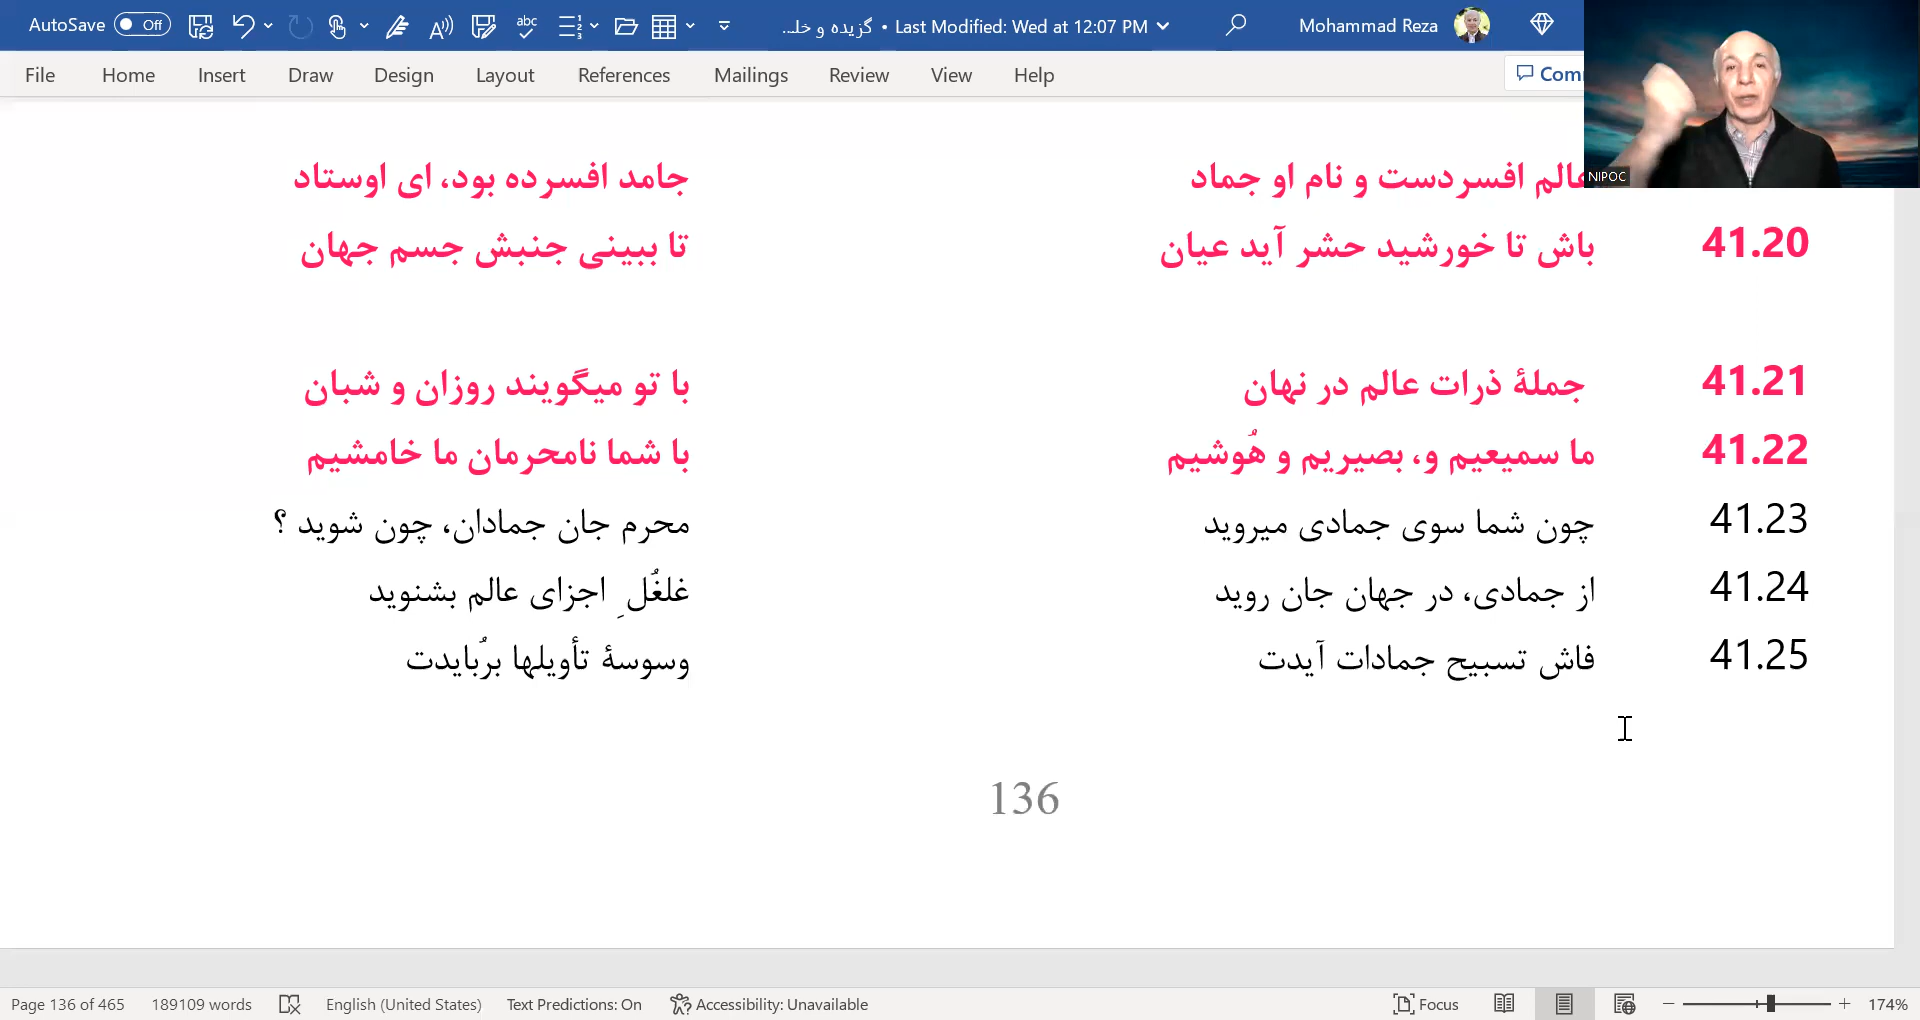 AutoSave Off گزیده و خلـ... • Last Modified: Wed at 12:07 PM Mohammad Reza
File Home Insert Draw Design Layout References Mailings Review View Help Com
عالم افسردست و نام او جماد جامد افسرده بود، ای اوستاد
41.20 باش تا خورشید حشر آید عیان تا ببینی جنبش جسم جهان
41.21 جملهٔ ذرات عالم در نهان با تو میگویند روزان و شبان
41.22 ما سمیعیم و، بصیریم و هُوشیم با شما نامحرمان ما خامشیم
41.23 چون شما سوی جمادی میروید محرم جان جمادان، چون شوید ؟
41.24 از جمادی، در جهان جان روید غلغُلِ اجزای عالم بشنوید
41.25 فاش تسبیح جمادات آیدت وسوسهٔ تأویلها برُبایدت
136
NIPOC
Page 136 of 465 189109 words English (United States) Text Predictions: On Accessibility: Unavailable Focus 174%